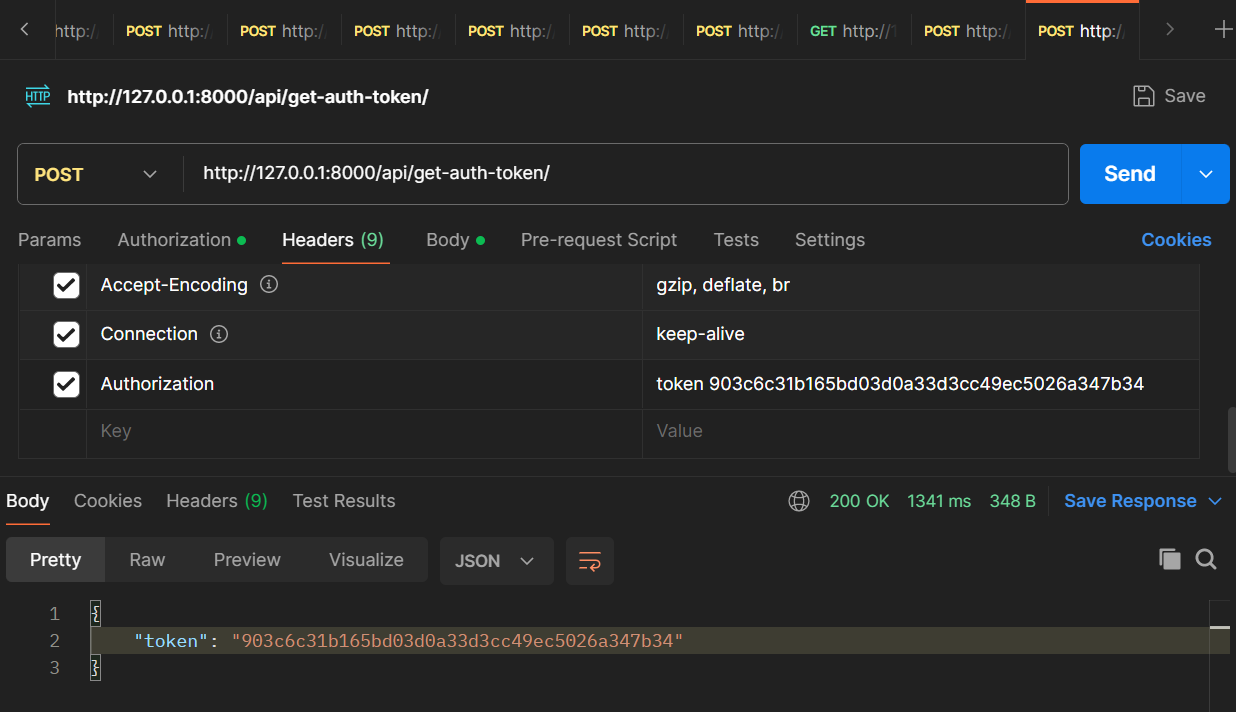 http:/ POST http:/ POST http:/ POST http:/ POST http:/ POST http:/ POST http:/ GET http:// POST http:/ POST http:/
HTTP http://127.0.0.1:8000/api/get-auth-token/ Save
POST http://127.0.0.1:8000/api/get-auth-token/ Send
Params Authorization Headers (9) Body Pre-request Script Tests Settings Cookies
Accept-Encoding gzip, deflate, br
Connection keep-alive
Authorization token 903c6c31b165bd03d0a33d3cc49ec5026a347b34
Key Value
Body Cookies Headers (9) Test Results 200 OK 1341 ms 348 B Save Response
Pretty Raw Preview Visualize JSON
1 {
2 "token": "903c6c31b165bd03d0a33d3cc49ec5026a347b34"
3 }